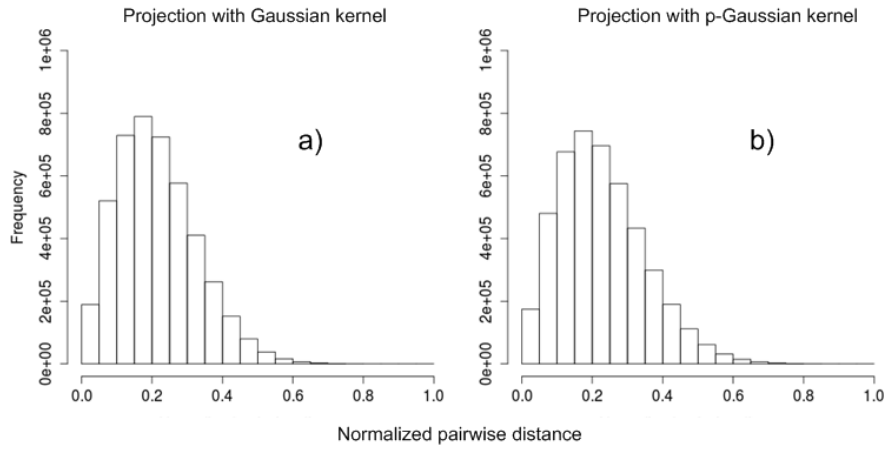 Projection with Gaussian kernel
Projection with p-Gaussian kernel
a)
b)
Frequency
0e+00 2e+05 4e+05 6e+05 8e+05 1e+06
0e+00 2e+05 4e+05 6e+05 8e+05 1e+06
0.0 0.2 0.4 0.6 0.8 1.0
0.0 0.2 0.4 0.6 0.8 1.0
Normalized pairwise distance